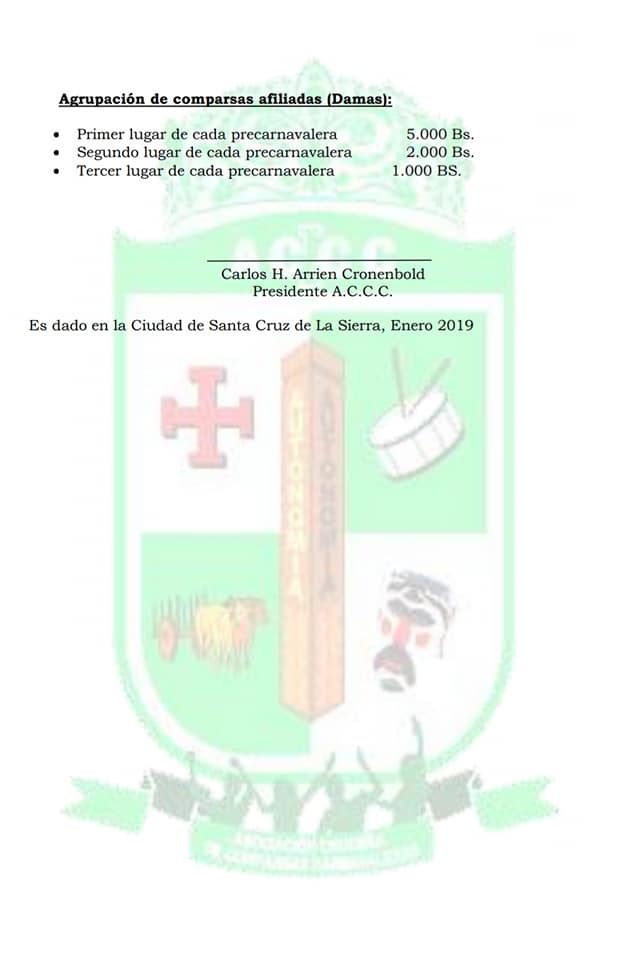 Agrupación de comparsas afiliadas (Damas):
• Primer lugar de cada precarnavalera 5.000 Bs.
• Segundo lugar de cada precarnavalera 2.000 Bs.
• Tercer lugar de cada precarnavalera 1.000 BS.
A.C.C.C.
Carlos H. Arrien Cronenbold
Presidente A.C.C.C.
Es dado en la Ciudad de Santa Cruz de La Sierra, Enero 2019
AUTONOMIA
AUTONOMIA
ASOCIACIÓN CRUCEÑA
DE COMPARSAS CARNAVALERAS